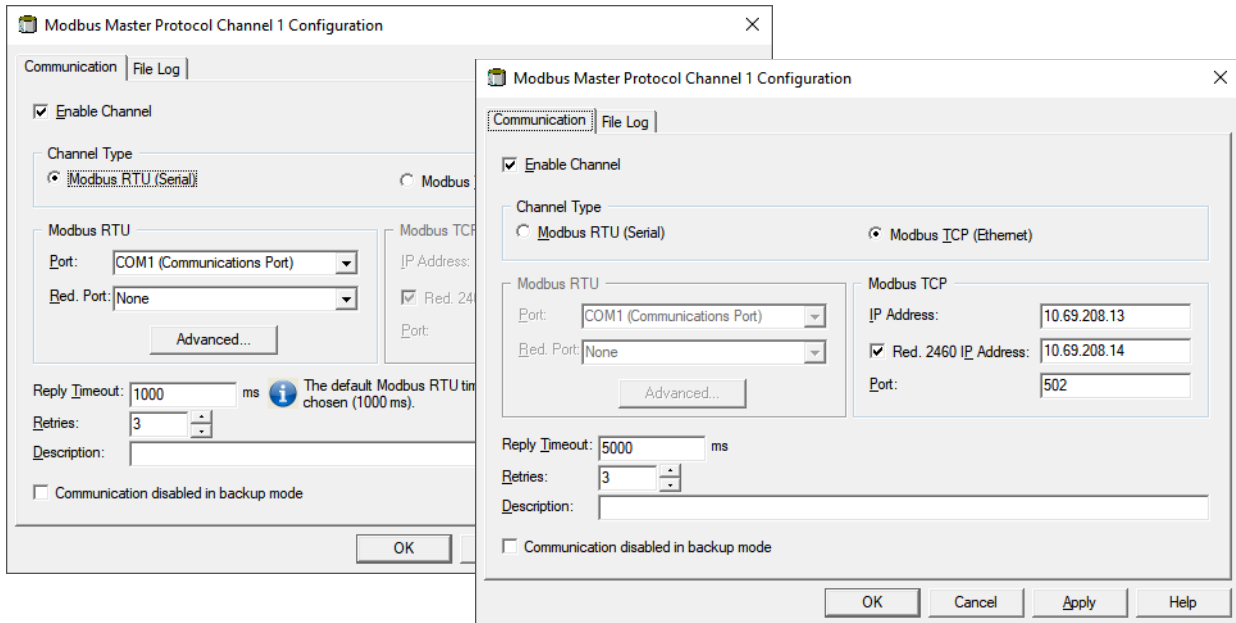 Modbus Master Protocol Channel 1 Configuration
Communication File Log
Enable Channel
Channel Type
Modbus RTU (Serial) Modbus
Modbus RTU Modbus TCP
Port: COM1 (Communications Port) IP Address:
Red. Port: None Red. 24
Advanced... Port:
Reply Timeout: 1000 ms The default Modbus RTU tim
chosen (1000 ms).
Retries: 3
Description:
Communication disabled in backup mode
OK
Modbus Master Protocol Channel 1 Configuration
Communication File Log
Enable Channel
Channel Type
Modbus RTU (Serial) Modbus TCP (Ethernet)
Modbus RTU Modbus TCP
Port: COM1 (Communications Port) IP Address: 10.69.208.13
Red. Port: None Red. 2460 IP Address: 10.69.208.14
Advanced... Port: 502
Reply Timeout: 5000 ms
Retries: 3
Description:
Communication disabled in backup mode
OK Cancel Apply Help